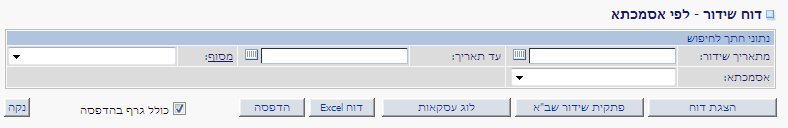 דוח שידור - לפי אסמכתא
נתוני חתך לחיפוש
מתאריך שידור: עד תאריך: מסוף:
אסמכתא:
הצגת דוח פתקית שידור שב"א לוג עסקאות דוח Excel הדפסה כולל גרף בהדפסה נקה